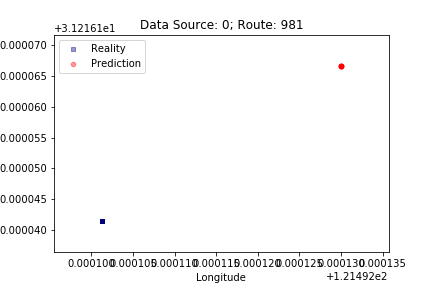 Data Source: 0; Route: 981
+3.12161e1
0.000070
0.000065
0.000060
0.000055
0.000050
0.000045
0.000040
Reality
Prediction
0.000100 0.000105 0.000110 0.000115 0.000120 0.000125 0.000130 0.000135
Longitude
+1.21492e2